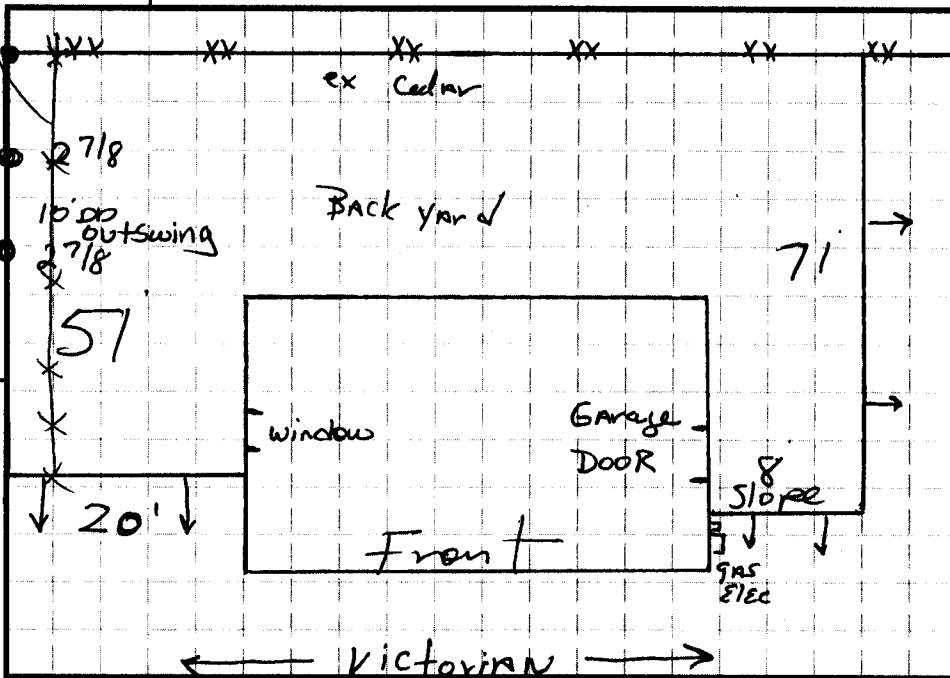 ex Cedar
2 7/8
Back yard
10' DD
outswing
2 7/8
71'
57
window
Garage
Door
8
Slope
20'
Front
gas
Elec
Victorian